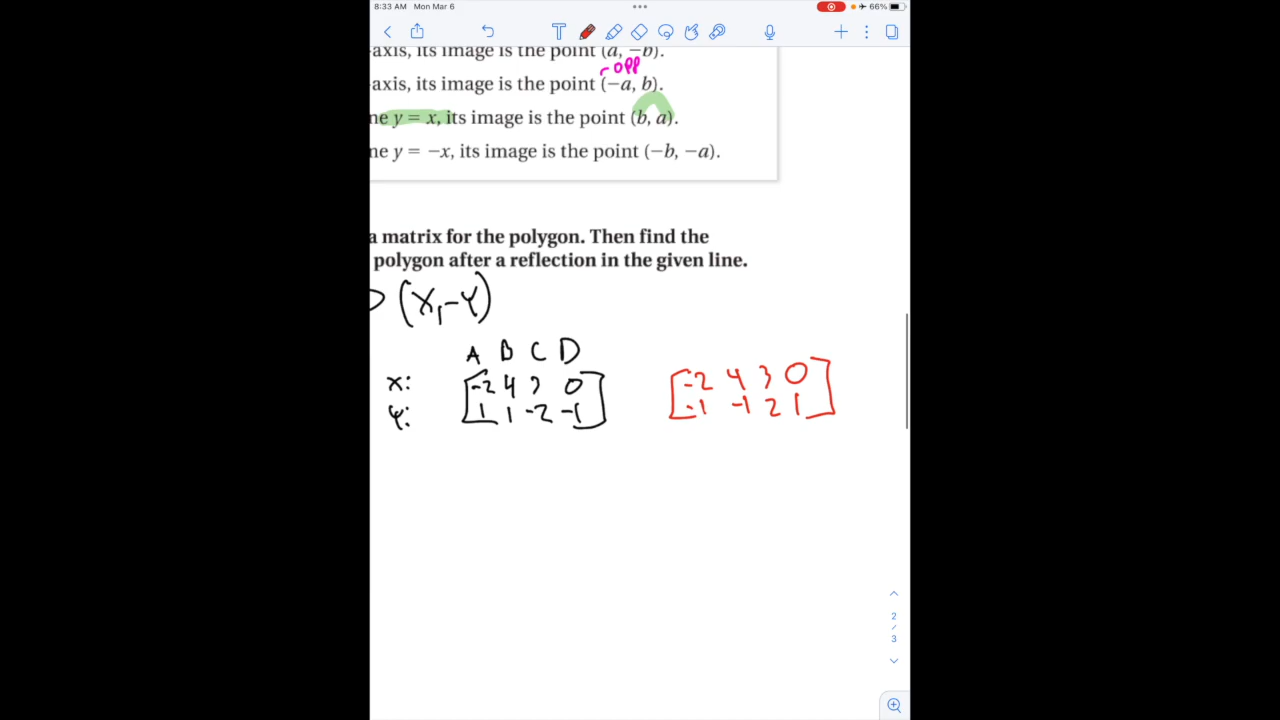 8:33 AM Mon Mar 6
66%
axis, its image is the point (a, −b).
opp
axis, its image is the point (−a, b).
ne y = x, its image is the point (b, a).
ne y = −x, its image is the point (−b, −a).
a matrix for the polygon. Then find the
polygon after a reflection in the given line.
(X,-Y)
A B C D
x: [-2 4 3 0] [-2 4 3 0]
Y: [1 1 -2 -1] [-1 -1 2 1]
2
/
3